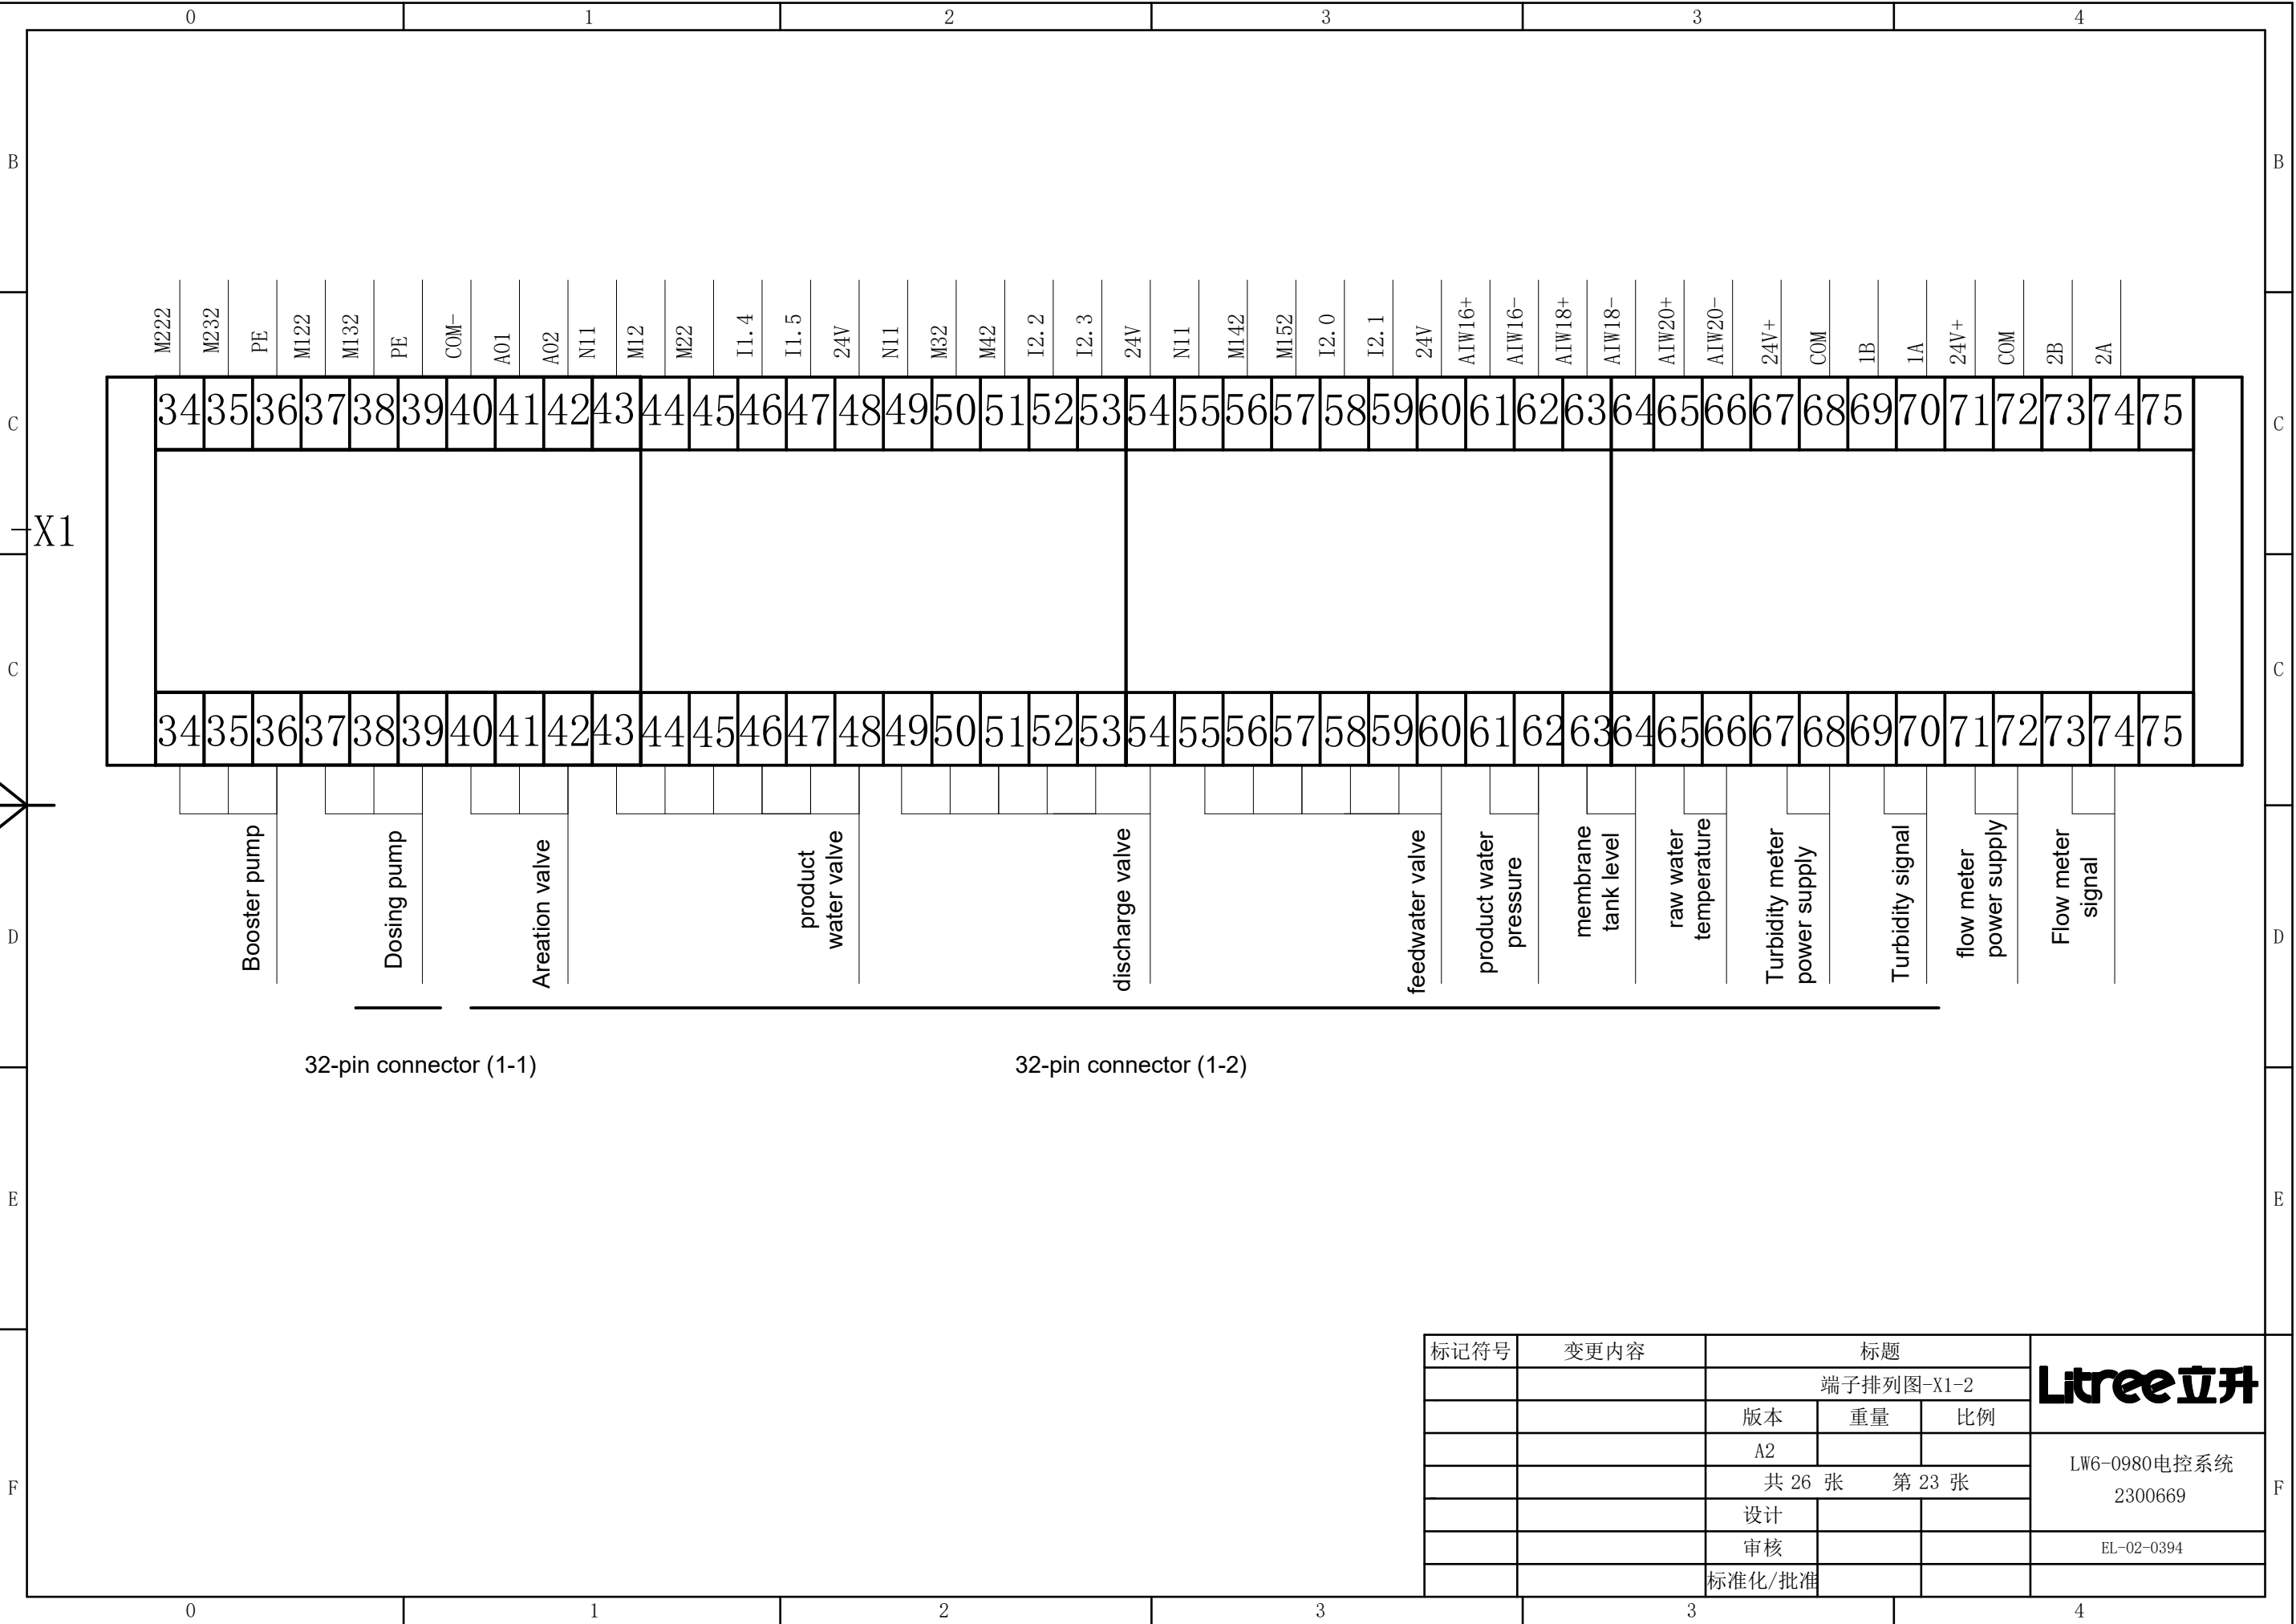 0 1 2 3 3 4
B B
M222 M232 PE M122 M132 PE COM- A01 A02 N11 M12 M22 I1.4 I1.5 24V N11 M32 M42 I2.2 I2.3 24V N11 M142 M152 I2.0 I2.1 24V AIW16+ AIW16- AIW18+ AIW18- AIW20+ AIW20- 24V+ COM 1B 1A 24V+ COM 2B 2A
C C
34 35 36 37 38 39 40 41 42 43 44 45 46 47 48 49 50 51 52 53 54 55 56 57 58 59 60 61 62 63 64 65 66 67 68 69 70 71 72 73 74 75
-X1
C C
34 35 36 37 38 39 40 41 42 43 44 45 46 47 48 49 50 51 52 53 54 55 56 57 58 59 60 61 62 63 64 65 66 67 68 69 70 71 72 73 74 75
Booster pump
Dosing pump
Areation valve
product
water valve
discharge valve
feedwater valve
product water
pressure
membrane
tank level
raw water
temperature
Turbidity meter
power supply
Turbidity signal
flow meter
power supply
Flow meter
signal
D D
32-pin connector (1-1) 32-pin connector (1-2)
E E
标记符号 变更内容 标题
Litree立升
端子排列图-X1-2
版本 重量 比例
A2
LW6-0980电控系统
共 26 张 第 23 张
2300669
F F
设计
审核
EL-02-0394
标准化/批准
0 1 2 3 3 4